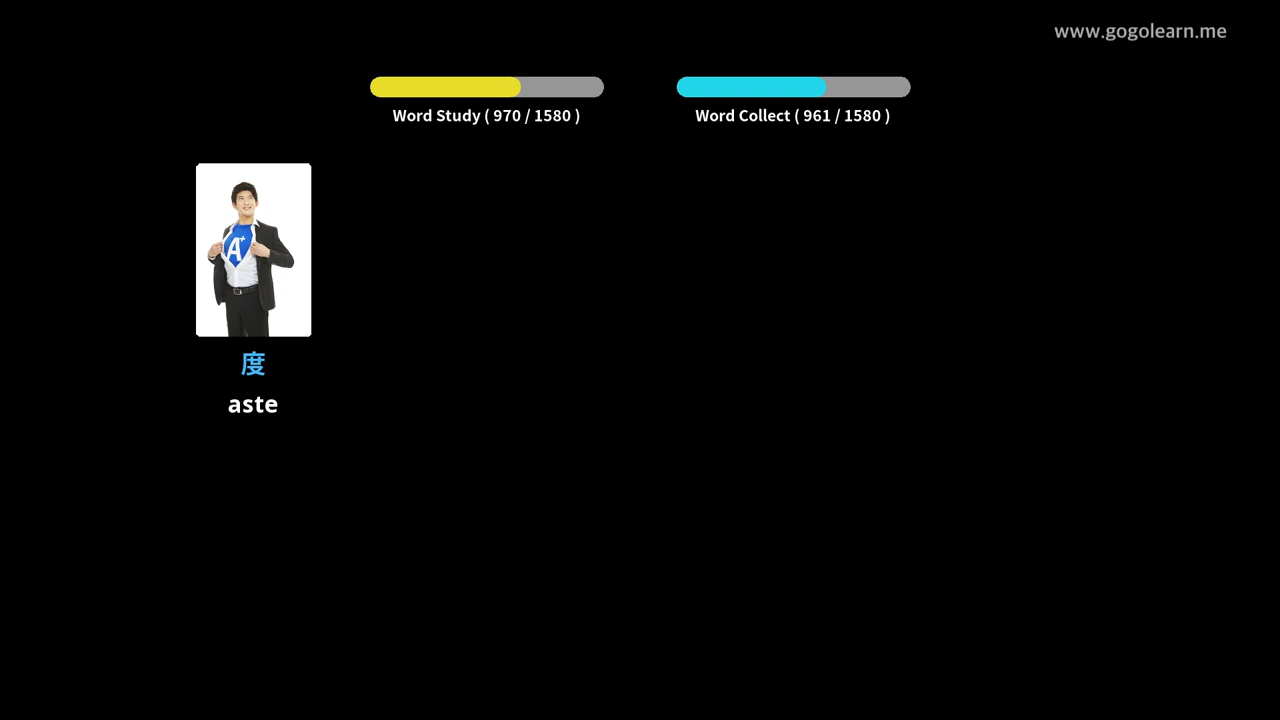 www.gogolearn.me
Word Study ( 970 / 1580 )
Word Collect ( 961 / 1580 )
A+
度
aste